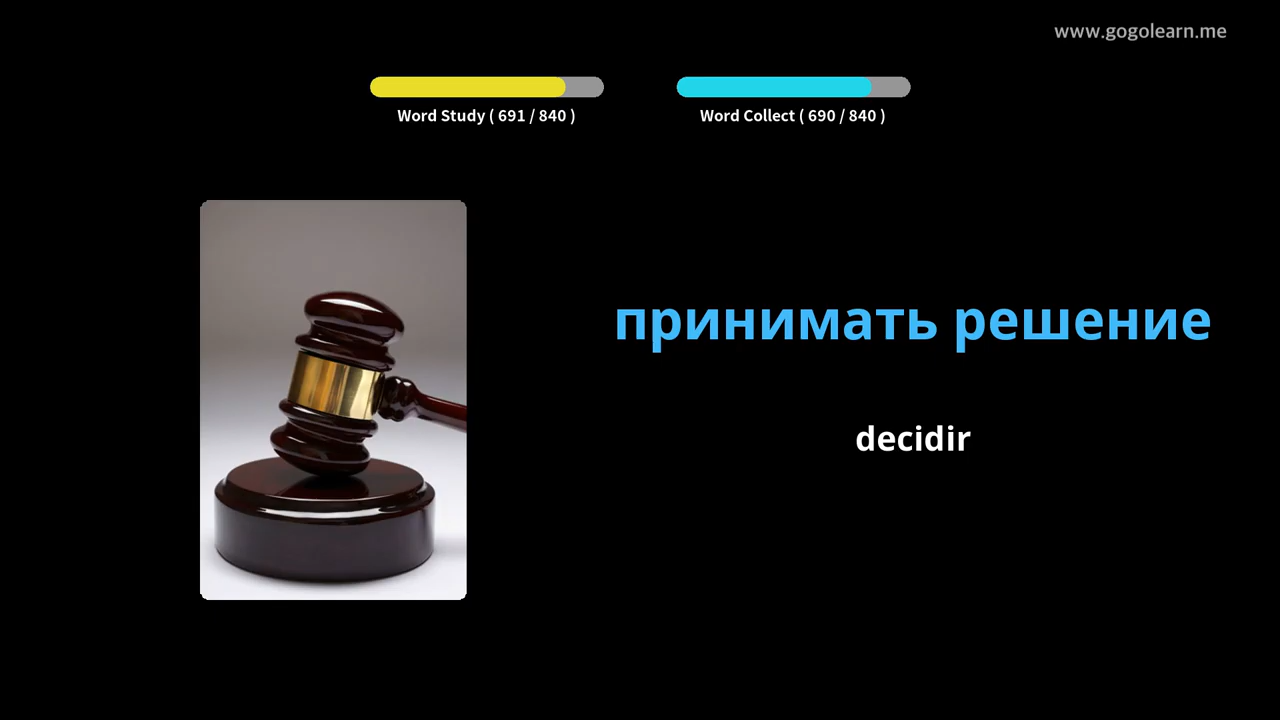 www.gogolearn.me
Word Study ( 691 / 840 )
Word Collect ( 690 / 840 )
принимать решение
decidir